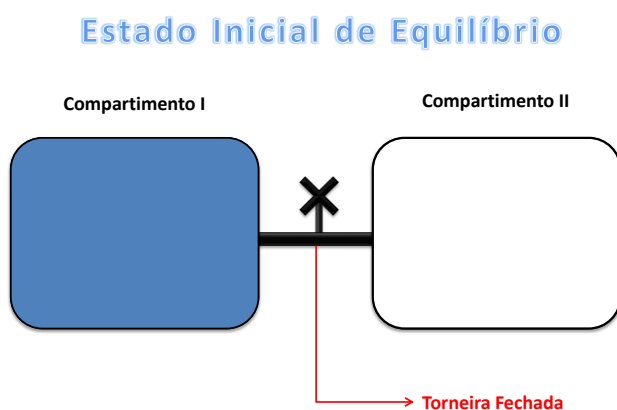 Estado Inicial de Equilíbrio
Compartimento I
Compartimento II
Torneira Fechada